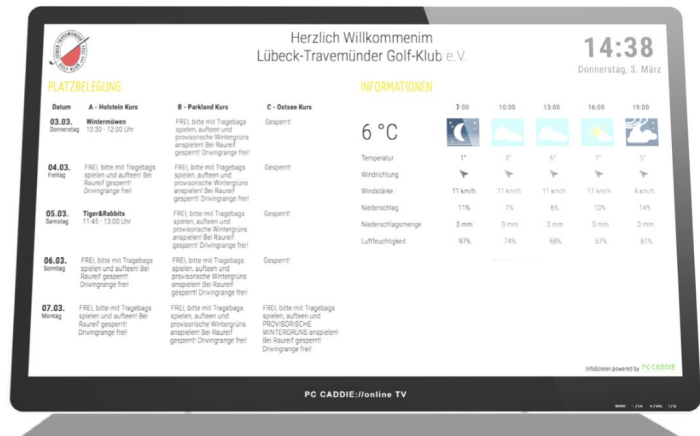 Herzlich Willkommenim
Lübeck-Travemünder Golf-Klub e.V.
14:38
Donnerstag, 3. März
PLATZBELEGUNG
Datum A - Holstein Kurs B - Parkland Kurs C - Ostsee Kurs
03.03.
Donnerstag
Wintermöwen
10:30 - 12:00 Uhr
FREI, bitte mit Tragebags
spielen, aufteen und
provisorische Wintergrüns
anspielen! Bei Raureif
gesperrt! Drivingrange frei!
Gesperrt!
04.03.
Freitag
FREI, bitte mit Tragebags
spielen und aufteen! Bei
Raureif gesperrt!
Drivingrange frei!
FREI, bitte mit Tragebags
spielen, aufteen und
provisorische Wintergrüns
anspielen! Bei Raureif
gesperrt! Drivingrange frei!
Gesperrt!
05.03.
Samstag
Tiger&Rabbits
11:45 - 13:00 Uhr
FREI, bitte mit Tragebags
spielen, aufteen und
provisorische Wintergrüns
anspielen! Bei Raureif
gesperrt! Drivingrange frei!
Gesperrt!
06.03.
Sonntag
FREI, bitte mit Tragebags
spielen und aufteen! Bei
Raureif gesperrt!
Drivingrange frei!
FREI, bitte mit Tragebags
spielen, aufteen und
provisorische Wintergrüns
anspielen! Bei Raureif
gesperrt! Drivingrange frei!
Gesperrt!
07.03.
Montag
FREI, bitte mit Tragebags
spielen und aufteen! Bei
Raureif gesperrt!
Drivingrange frei!
FREI, bitte mit Tragebags
spielen, aufteen und
provisorische Wintergrüns
anspielen! Bei Raureif
gesperrt! Drivingrange frei!
FREI, bitte mit Tragebags
spielen, aufteen und
PROVISORISCHE
WINTERGRÜNS anspielen!
Bei Raureif gesperrt!
Drivingrange frei!
INFORMATIONEN
7:00 10:00 13:00 16:00 19:00
6 °C
Temperatur 1° 3° 6° 7° 5°
Windrichtung
Windstärke 11 km/h 11 km/h 11 km/h 11 km/h 4 km/h
Niederschlag 11% 7% 6% 10% 14%
Niederschlagsmenge 0 mm 0 mm 0 mm 0 mm 0 mm
Luftfeuchtigkeit 97% 74% 68% 57% 61%
InfoScreen powered by PC CADDIE
PC CADDIE://online TV